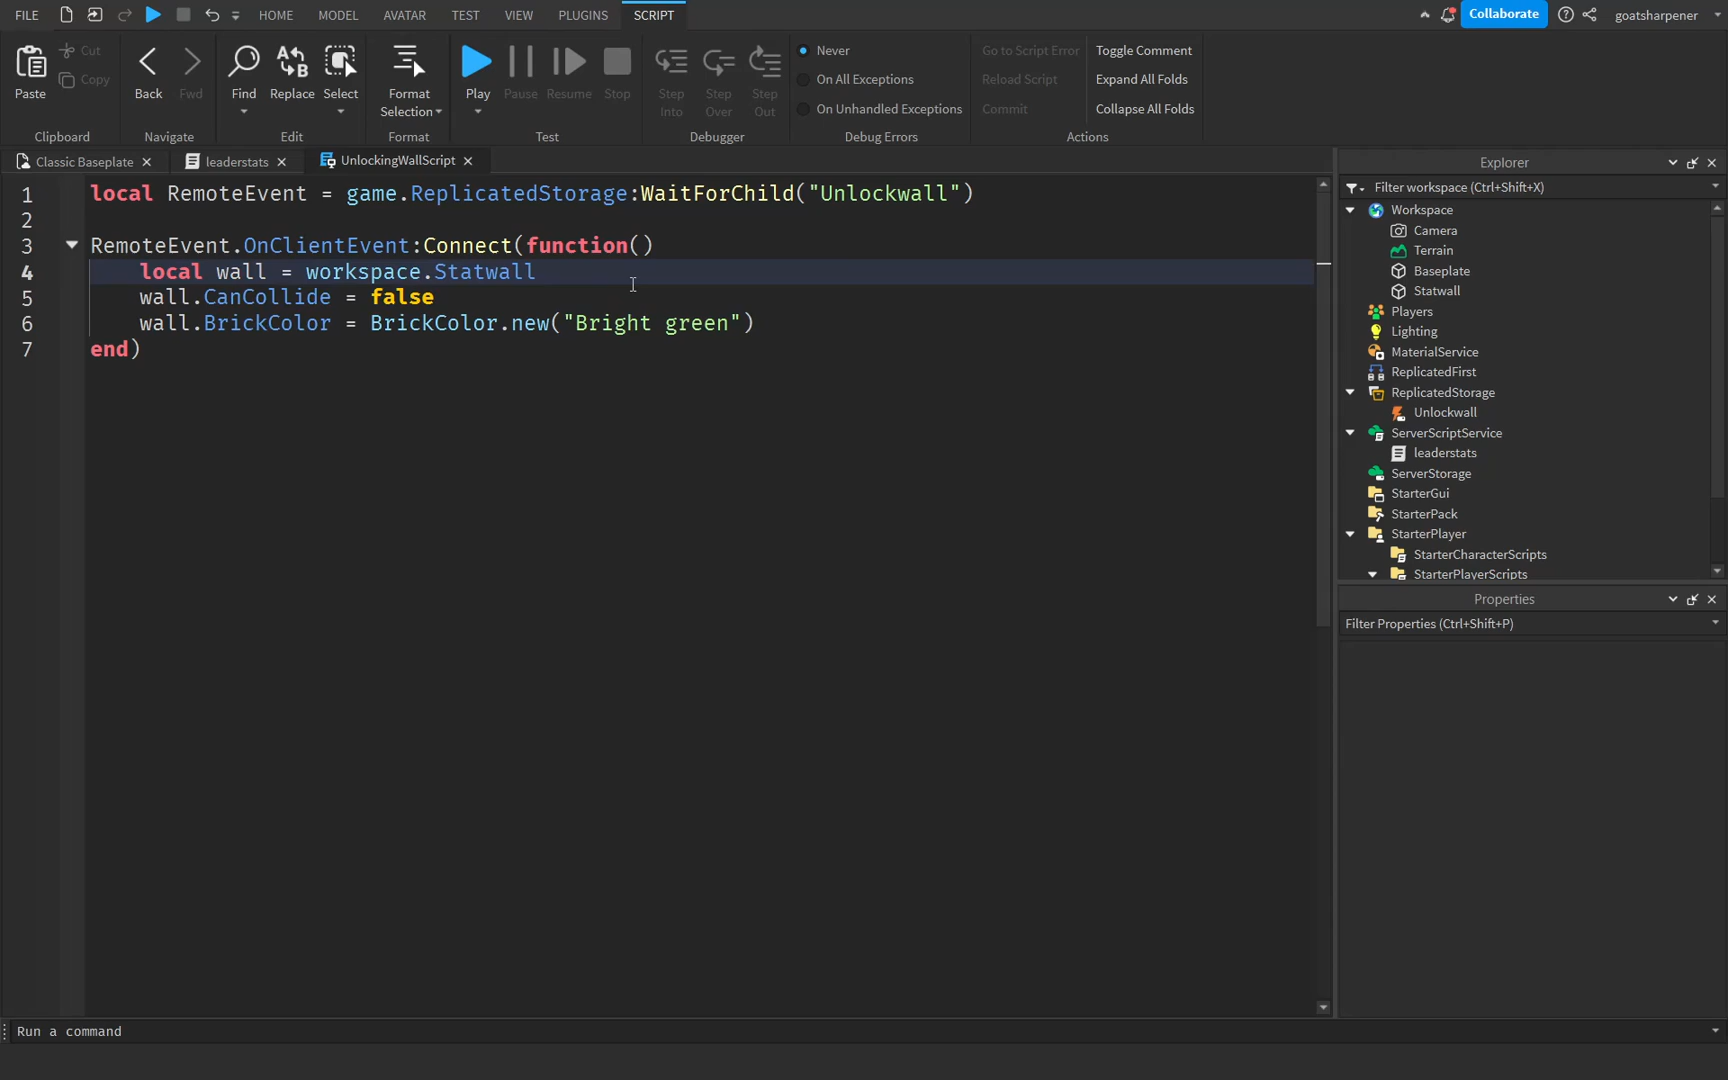 FILE HOME MODEL AVATAR TEST VIEW PLUGINS SCRIPT Collaborate goatsharpener
Paste Cut Copy
Back Fwd
Find Replace Select
Format Selection
Play Pause Resume Stop
Step Into Step Over Step Out
Never
On All Exceptions
On Unhandled Exceptions
Go to Script Error
Reload Script
Commit
Toggle Comment
Expand All Folds
Collapse All Folds
Clipboard Navigate Edit Format Test Debugger Debug Errors Actions
Classic Baseplate leaderstats UnlockingWallScript
1 local RemoteEvent = game.ReplicatedStorage:WaitForChild("Unlockwall")
2
3 RemoteEvent.OnClientEvent:Connect(function()
4 local wall = workspace.Statwall
5 wall.CanCollide = false
6 wall.BrickColor = BrickColor.new("Bright green")
7 end)
Explorer
Filter workspace (Ctrl+Shift+X)
Workspace
Camera
Terrain
Baseplate
Statwall
Players
Lighting
MaterialService
ReplicatedFirst
ReplicatedStorage
Unlockwall
ServerScriptService
leaderstats
ServerStorage
StarterGui
StarterPack
StarterPlayer
StarterCharacterScripts
StarterPlayerScripts
Properties
Filter Properties (Ctrl+Shift+P)
Run a command